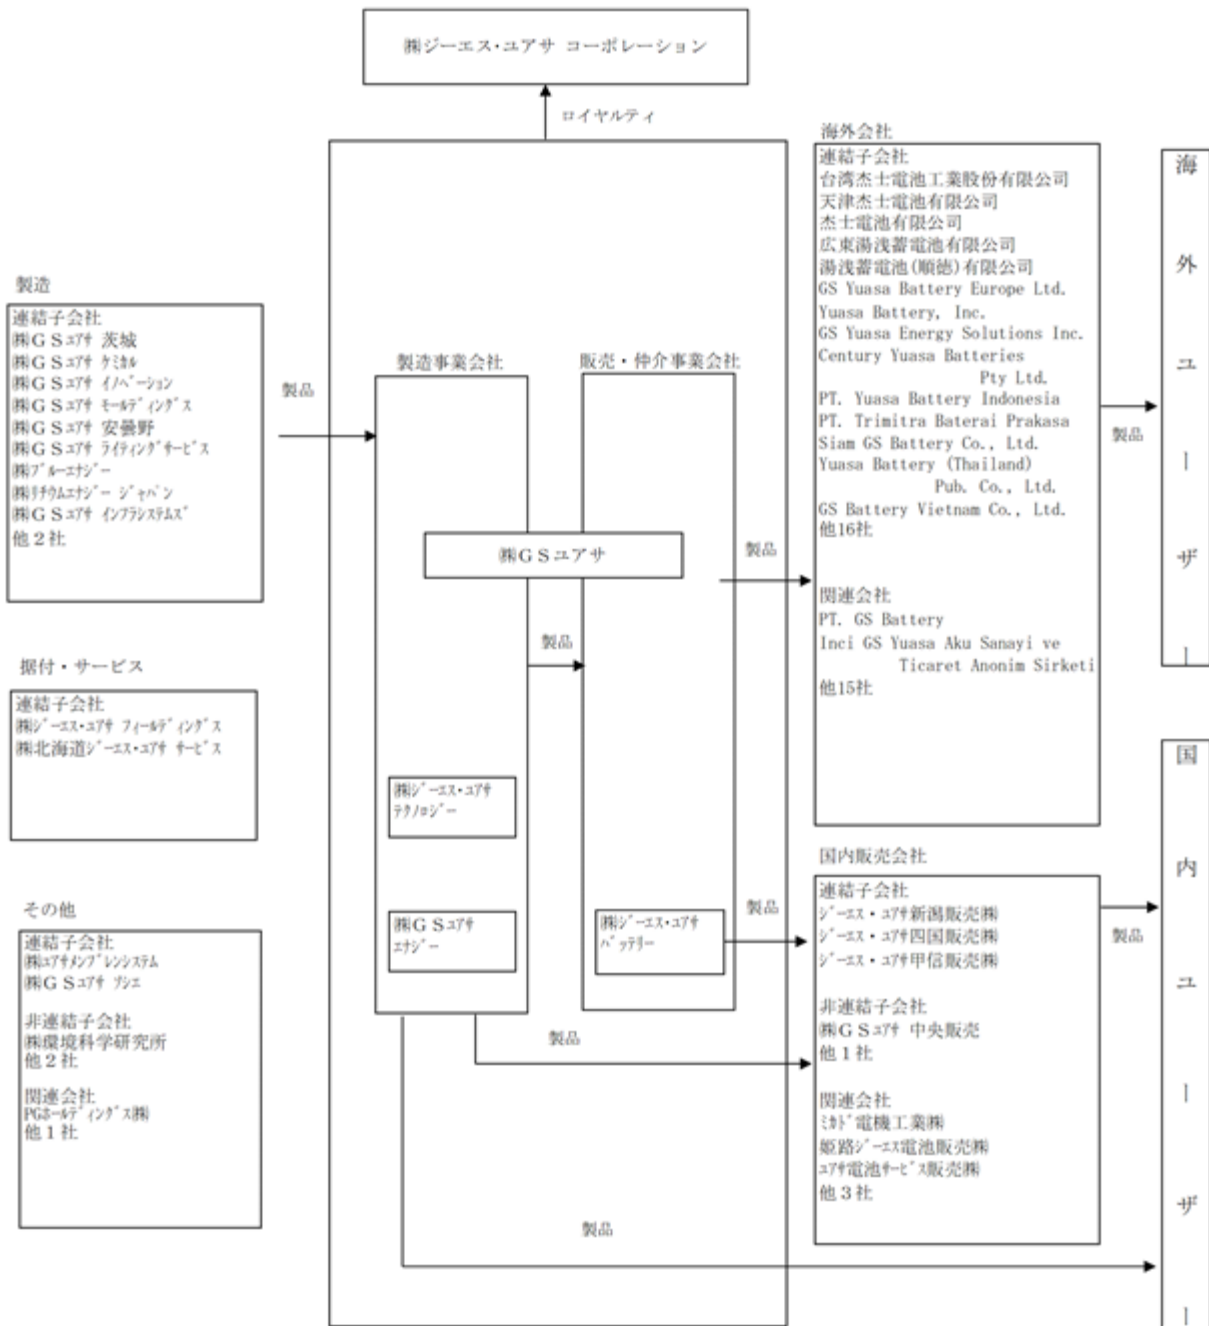 ㈱ジーエス・ユアサ コーポレーション
ロイヤルティ
製造
連結子会社
㈱ＧＳﾕｱｻ 茨城
㈱ＧＳﾕｱｻ ｹﾐｶﾙ
㈱ＧＳﾕｱｻ ｲﾉﾍﾞｰｼｮﾝ
㈱ＧＳﾕｱｻ ﾓｰﾙﾃﾞｨﾝｸﾞｽ
㈱ＧＳﾕｱｻ 安曇野
㈱ＧＳﾕｱｻ ﾗｲﾃｨﾝｸﾞｻｰﾋﾞｽ
㈱ﾌﾞﾙｰｴﾅｼﾞｰ
㈱ﾘﾁｳﾑｴﾅｼﾞｰ ｼﾞｬﾊﾟﾝ
㈱ＧＳﾕｱｻ ｲﾝﾌﾗｼｽﾃﾑｽﾞ
他２社
製品
据付・サービス
連結子会社
㈱ｼﾞｰｴｽ・ﾕｱｻ ﾌｨｰﾙﾃﾞｨﾝｸﾞｽ
㈱北海道ｼﾞｰｴｽ・ﾕｱｻ ｻｰﾋﾞｽ
その他
連結子会社
㈱ﾕｱｻﾒﾝﾌﾞﾚﾝｼｽﾃﾑ
㈱ＧＳﾕｱｻ ﾌｼｴ
非連結子会社
㈱環境科学研究所
他２社
関連会社
PGﾎｰﾙﾃﾞｨﾝｸﾞｽ㈱
他１社
製造事業会社
販売・仲介事業会社
㈱ＧＳユアサ
製品
㈱ｼﾞｰｴｽ・ﾕｱｻ
ﾃｸﾉﾛｼﾞｰ
㈱ＧＳﾕｱｻ
ｴﾅｼﾞｰ
㈱ｼﾞｰｴｽ・ﾕｱｻ
ﾊﾞｯﾃﾘｰ
製品
製品
製品
製品
海外会社
連結子会社
台湾杰士電池工業股份有限公司
天津杰士電池有限公司
杰士電池有限公司
広東湯浅蓄電池有限公司
湯浅蓄電池(順徳)有限公司
GS Yuasa Battery Europe Ltd.
Yuasa Battery, Inc.
GS Yuasa Energy Solutions Inc.
Century Yuasa Batteries
Pty Ltd.
PT. Yuasa Battery Indonesia
PT. Trimitra Baterai Prakasa
Siam GS Battery Co., Ltd.
Yuasa Battery (Thailand)
Pub. Co., Ltd.
GS Battery Vietnam Co., Ltd.
他16社
関連会社
PT. GS Battery
Inci GS Yuasa Aku Sanayi ve
Ticaret Anonim Sirketi
他15社
製品
海外ユーザー
国内販売会社
連結子会社
ｼﾞｰｴｽ・ﾕｱｻ新潟販売㈱
ｼﾞｰｴｽ・ﾕｱｻ四国販売㈱
ｼﾞｰｴｽ・ﾕｱｻ甲信販売㈱
非連結子会社
㈱ＧＳﾕｱｻ 中央販売
他１社
関連会社
ﾐｶﾄﾞ電機工業㈱
姫路ｼﾞｰｴｽ電池販売㈱
ﾕｱｻ電池ｻｰﾋﾞｽ販売㈱
他３社
製品
国内ユーザー